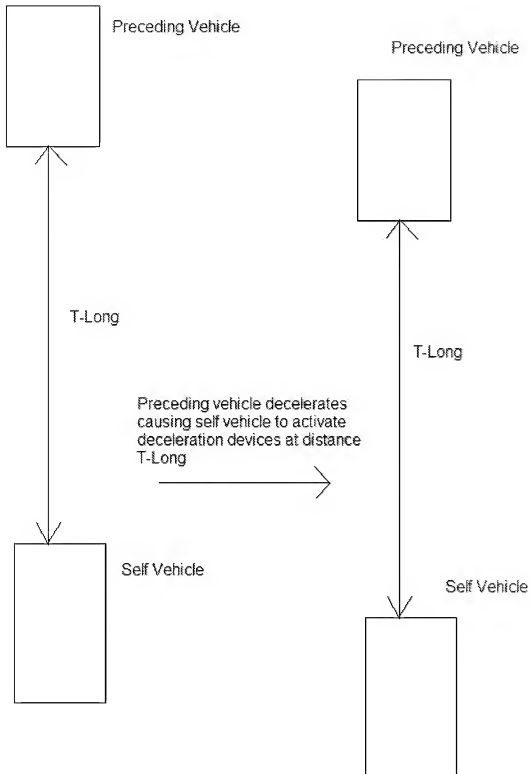 Preceding Vehicle
Preceding Vehicle
T-Long
T-Long
Preceding vehicle decelerates
causing self vehicle to activate
deceleration devices at distance
T-Long
Self Vehicle
Self Vehicle